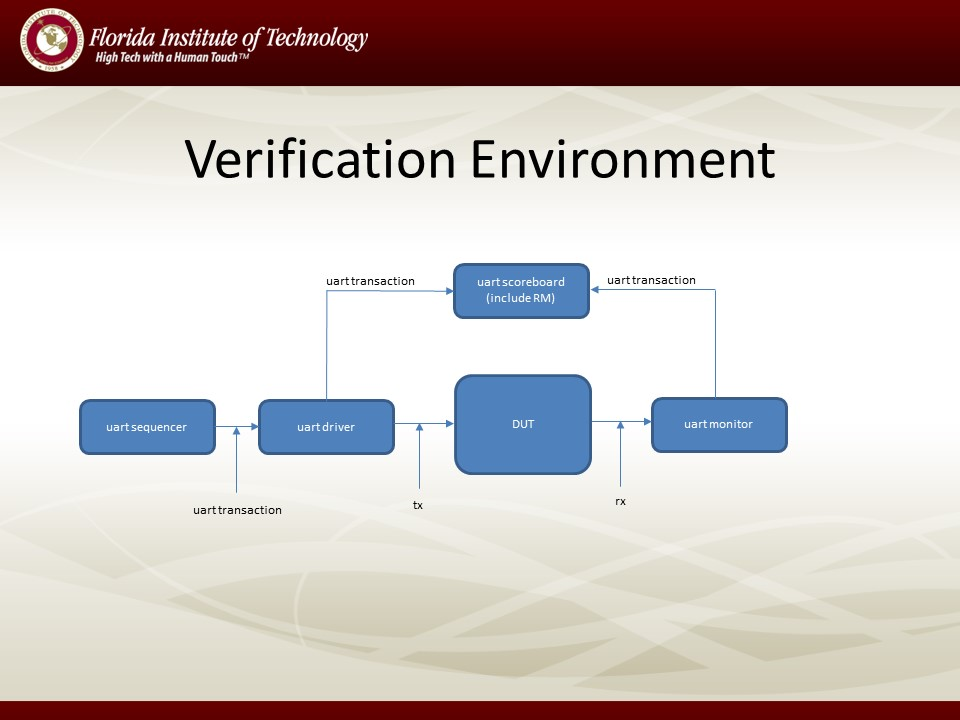 Florida Institute of Technology
High Tech with a Human Touch™
Verification Environment
uart transaction
uart scoreboard
(include RM)
uart transaction
uart sequencer
uart driver
DUT
uart monitor
uart transaction
tx
rx